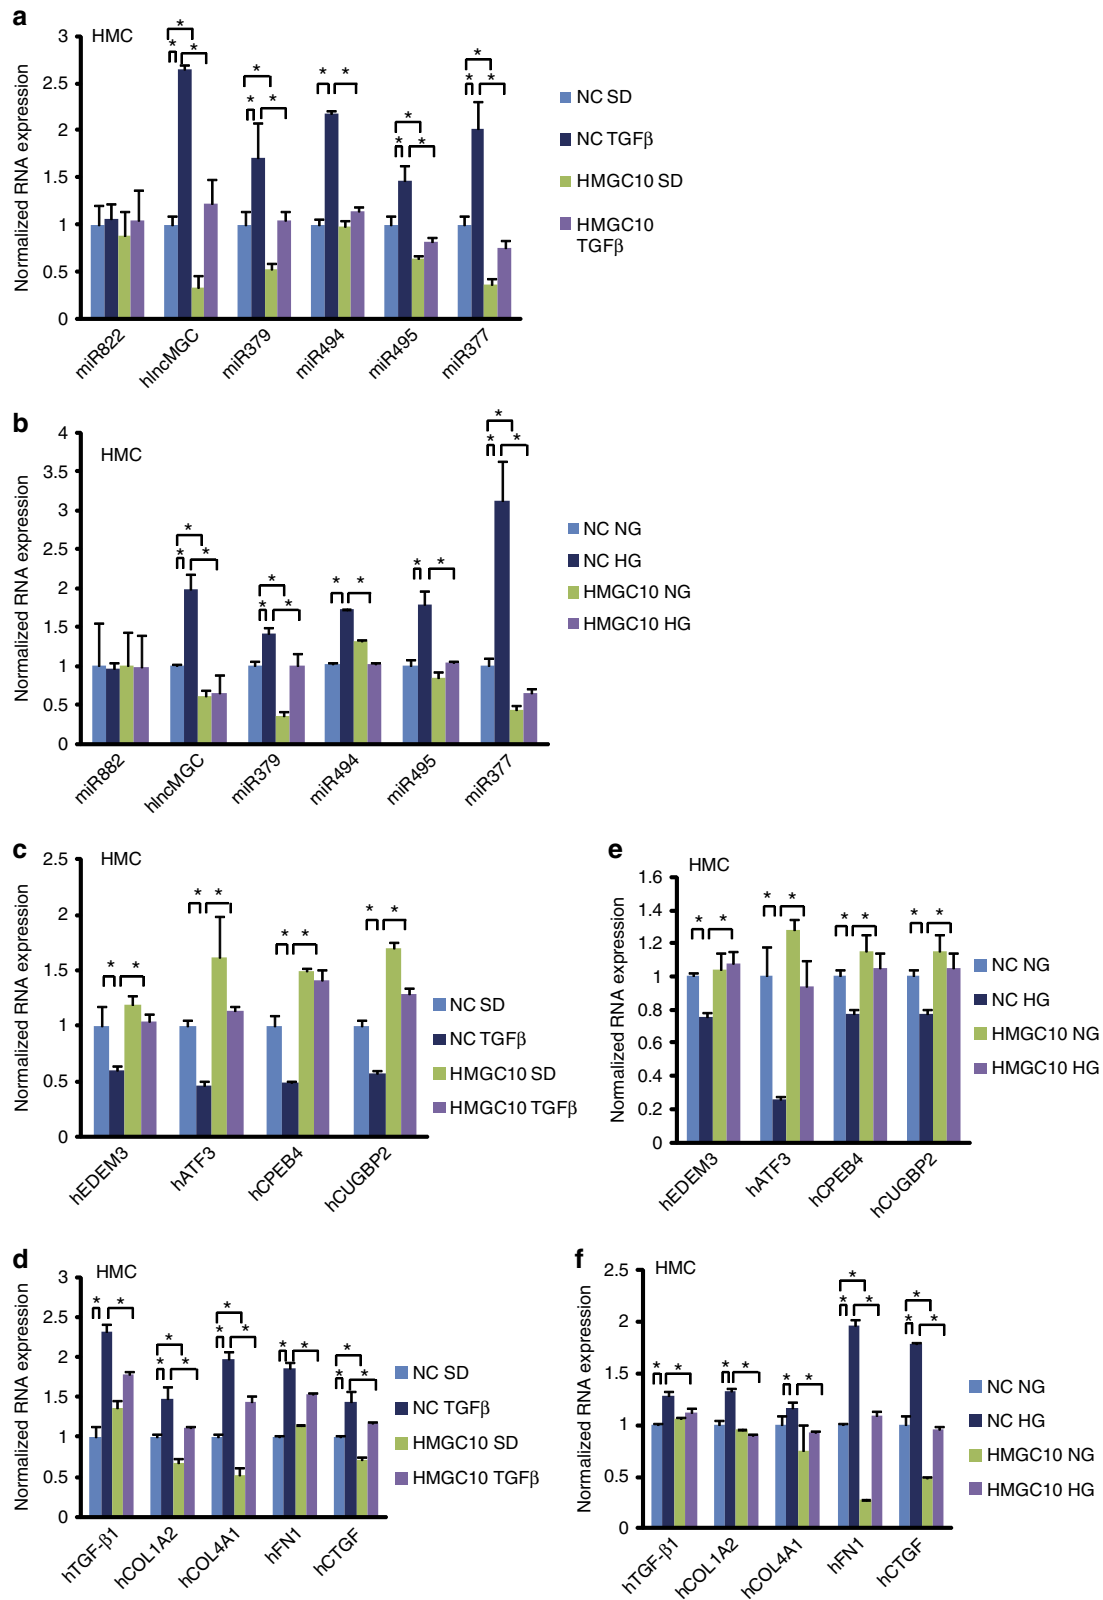 a
HMC
Normalized RNA expression
3
2.5
2
1.5
1
0.5
0
* * *
* * *
* *
* * *
* * *
miR822
hlncMGC
miR379
miR494
miR495
miR377
NC SD
NC TGFβ
HMGC10 SD
HMGC10
TGFβ
b
HMC
Normalized RNA expression
4
3.5
3
2.5
2
1.5
1
0.5
0
* * *
* * *
* *
* *
* * *
miR882
hlncMGC
miR379
miR494
miR495
miR377
NC NG
NC HG
HMGC10 NG
HMGC10 HG
c
HMC
Normalized RNA expression
2.5
2
1.5
1
0.5
0
* *
* *
* *
* *
hEDEM3
hATF3
hCPEB4
hCUGBP2
NC SD
NC TGFβ
HMGC10 SD
HMGC10 TGFβ
e
HMC
Normalized RNA expression
1.6
1.4
1.2
1
0.8
0.6
0.4
0.2
0
* *
* *
* *
* *
hEDEM3
hATF3
hCPEB4
hCUGBP2
NC NG
NC HG
HMGC10 NG
HMGC10 HG
d
HMC
Normalized RNA expression
3
2.5
2
1.5
1
0.5
0
* *
* * *
* * *
* *
* * *
hTGF-β1
hCOL1A2
hCOL4A1
hFN1
hCTGF
NC SD
NC TGFβ
HMGC10 SD
HMGC10 TGFβ
f
HMC
Normalized RNA expression
2.5
2
1.5
1
0.5
0
* *
* *
* *
* * *
* * *
hTGF-β1
hCOL1A2
hCOL4A1
hFN1
hCTGF
NC NG
NC HG
HMGC10 NG
HMGC10 HG